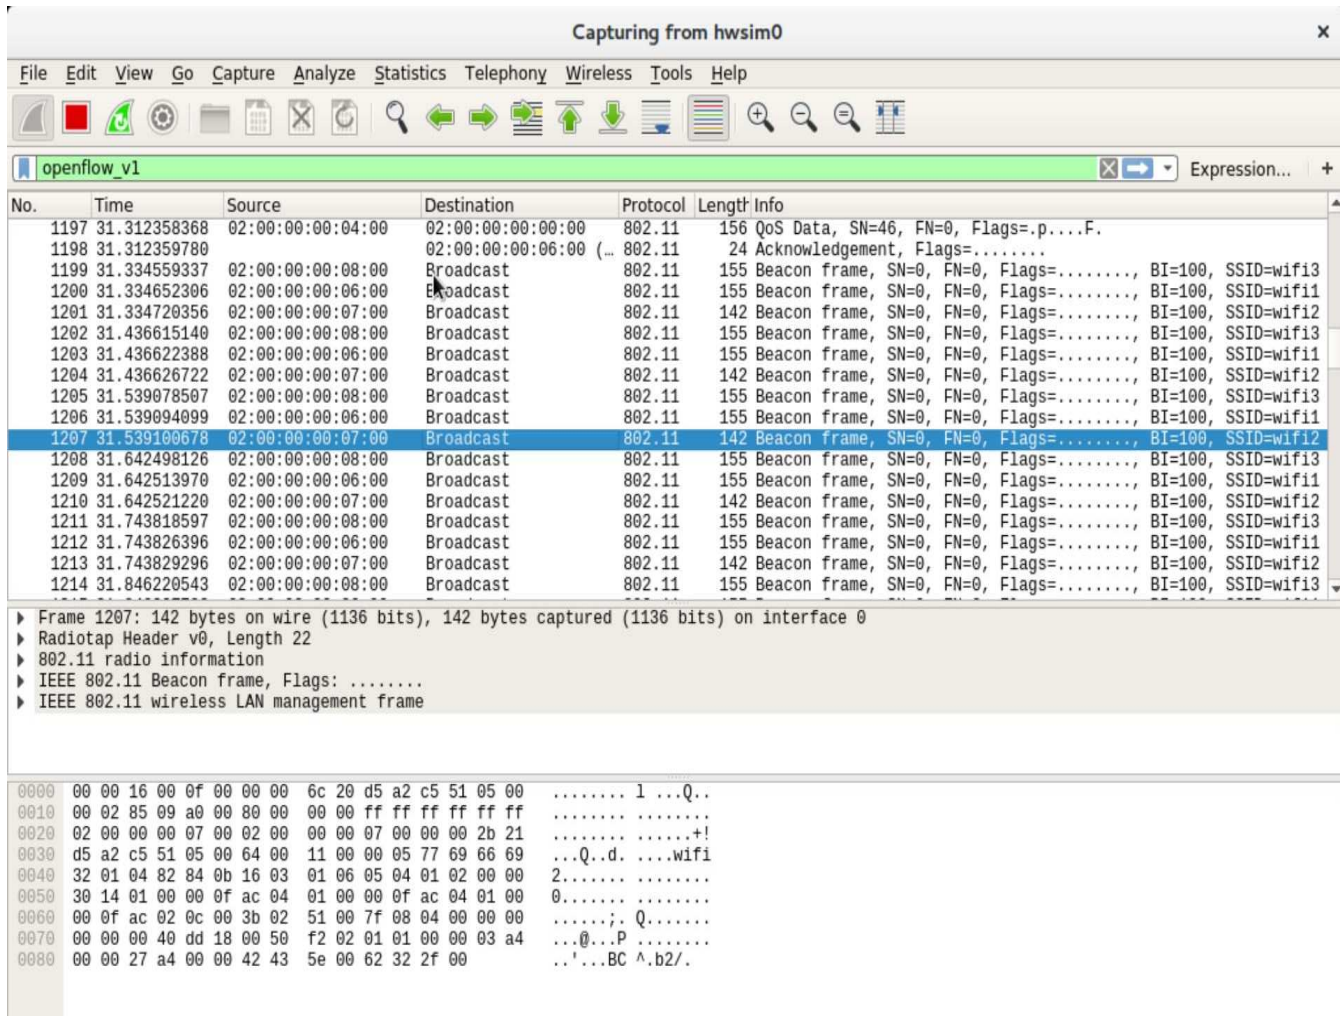 Capturing from hwsim0
File Edit View Go Capture Analyze Statistics Telephony Wireless Tools Help
openflow_v1 Expression... +
No. Time Source Destination Protocol Length Info
1197 31.312358368 02:00:00:00:04:00 02:00:00:00:00:00 802.11 156 QoS Data, SN=46, FN=0, Flags=.p....F.
1198 31.312359780 02:00:00:00:06:00 (… 802.11 24 Acknowledgement, Flags=........
1199 31.334559337 02:00:00:00:08:00 Broadcast 802.11 155 Beacon frame, SN=0, FN=0, Flags=........, BI=100, SSID=wifi3
1200 31.334652306 02:00:00:00:06:00 Broadcast 802.11 155 Beacon frame, SN=0, FN=0, Flags=........, BI=100, SSID=wifi1
1201 31.334720356 02:00:00:00:07:00 Broadcast 802.11 142 Beacon frame, SN=0, FN=0, Flags=........, BI=100, SSID=wifi2
1202 31.436615140 02:00:00:00:08:00 Broadcast 802.11 155 Beacon frame, SN=0, FN=0, Flags=........, BI=100, SSID=wifi3
1203 31.436622388 02:00:00:00:06:00 Broadcast 802.11 155 Beacon frame, SN=0, FN=0, Flags=........, BI=100, SSID=wifi1
1204 31.436626722 02:00:00:00:07:00 Broadcast 802.11 142 Beacon frame, SN=0, FN=0, Flags=........, BI=100, SSID=wifi2
1205 31.539078507 02:00:00:00:08:00 Broadcast 802.11 155 Beacon frame, SN=0, FN=0, Flags=........, BI=100, SSID=wifi3
1206 31.539094099 02:00:00:00:06:00 Broadcast 802.11 155 Beacon frame, SN=0, FN=0, Flags=........, BI=100, SSID=wifi1
1207 31.539100678 02:00:00:00:07:00 Broadcast 802.11 142 Beacon frame, SN=0, FN=0, Flags=........, BI=100, SSID=wifi2
1208 31.642498126 02:00:00:00:08:00 Broadcast 802.11 155 Beacon frame, SN=0, FN=0, Flags=........, BI=100, SSID=wifi3
1209 31.642513970 02:00:00:00:06:00 Broadcast 802.11 155 Beacon frame, SN=0, FN=0, Flags=........, BI=100, SSID=wifi1
1210 31.642521220 02:00:00:00:07:00 Broadcast 802.11 142 Beacon frame, SN=0, FN=0, Flags=........, BI=100, SSID=wifi2
1211 31.743818597 02:00:00:00:08:00 Broadcast 802.11 155 Beacon frame, SN=0, FN=0, Flags=........, BI=100, SSID=wifi3
1212 31.743826396 02:00:00:00:06:00 Broadcast 802.11 155 Beacon frame, SN=0, FN=0, Flags=........, BI=100, SSID=wifi1
1213 31.743829296 02:00:00:00:07:00 Broadcast 802.11 142 Beacon frame, SN=0, FN=0, Flags=........, BI=100, SSID=wifi2
1214 31.846220543 02:00:00:00:08:00 Broadcast 802.11 155 Beacon frame, SN=0, FN=0, Flags=........, BI=100, SSID=wifi3
Frame 1207: 142 bytes on wire (1136 bits), 142 bytes captured (1136 bits) on interface 0
Radiotap Header v0, Length 22
802.11 radio information
IEEE 802.11 Beacon frame, Flags: ........
IEEE 802.11 wireless LAN management frame
0000 00 00 16 00 0f 00 00 00 6c 20 d5 a2 c5 51 05 00 ........ l ...Q..
0010 00 02 85 09 a0 00 80 00 00 00 ff ff ff ff ff ff ........ ........
0020 02 00 00 00 07 00 02 00 00 00 07 00 00 00 2b 21 ........ ......+!
0030 d5 a2 c5 51 05 00 64 00 11 00 00 05 77 69 66 69 ...Q..d. ....wifi
0040 32 01 04 82 84 0b 16 03 01 06 05 04 01 02 00 00 2....... ........
0050 30 14 01 00 00 0f ac 04 01 00 00 0f ac 04 01 00 0....... ........
0060 00 0f ac 02 0c 00 3b 02 51 00 7f 08 04 00 00 00 ......;. Q.......
0070 00 00 00 40 dd 18 00 50 f2 02 01 01 00 00 03 a4 ...@...P ........
0080 00 00 27 a4 00 00 42 43 5e 00 62 32 2f 00 ..'...BC ^.b2/.